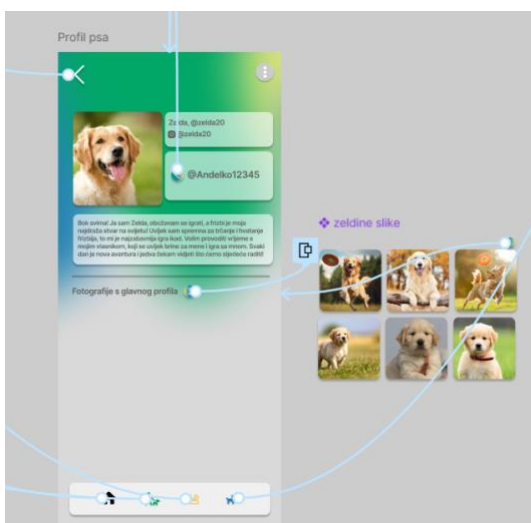 Profil psa
Zelda, @zelda20
@zelda20
@Andelko12345
Bok svima! Ja sam Zelda, obožavam se igrati, a frizbi je moja
najdraža stvar na svijetu! Uvijek sam spremna za trčanje i hvatanje
frizbija, to mi je najzabavnija igra ikad. Volim provoditi vrijeme s
mojim vlasnikom, koji se uvijek brine za mene i igra sa mnom. Svaki
dan je nova avantura i jedva čekam vidjeti što ćemo sljedeće raditi!
Fotografije s glavnog profila
zeldine slike